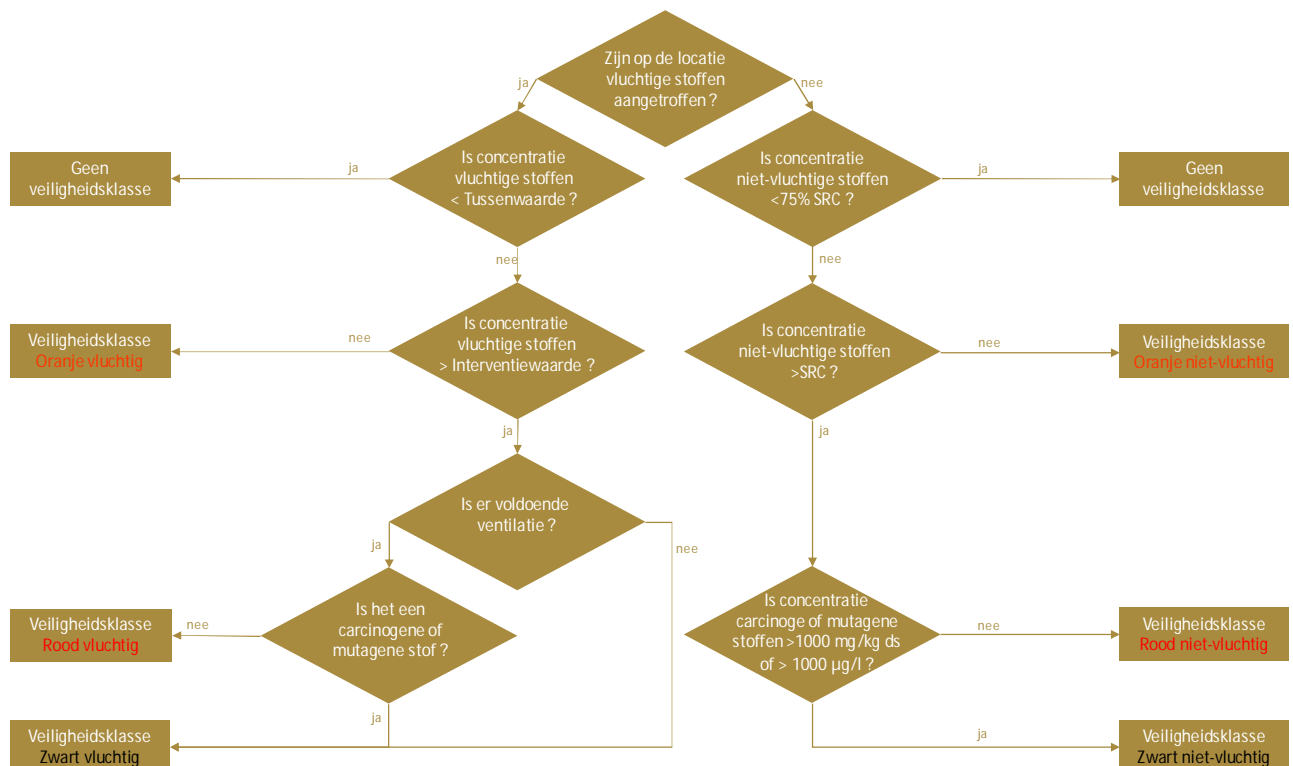 Zijn op de locatie
vluchtige stoffen
aangetroffen ?
ja
nee
Geen
veiligheidsklasse
ja
Is concentratie
vluchtige stoffen
< Tussenwaarde ?
Is concentratie
niet-vluchtige stoffen
<75% SRC ?
ja
Geen
veiligheidsklasse
nee
nee
Veiligheidsklasse
Oranje vluchtig
nee
Is concentratie
vluchtige stoffen
> Interventiewaarde ?
Is concentratie
niet-vluchtige stoffen
>SRC ?
nee
Veiligheidsklasse
Oranje niet-vluchtig
ja
ja
Is er voldoende
ventilatie ?
ja
nee
Veiligheidsklasse
Rood vluchtig
nee
Is het een
carcinogene of
mutagene stof ?
Is concentratie
carcinoge of mutagene
stoffen >1000 mg/kg ds
of > 1000 µg/l ?
nee
Veiligheidsklasse
Rood niet-vluchtig
ja
ja
Veiligheidsklasse
Zwart vluchtig
Veiligheidsklasse
Zwart niet-vluchtig